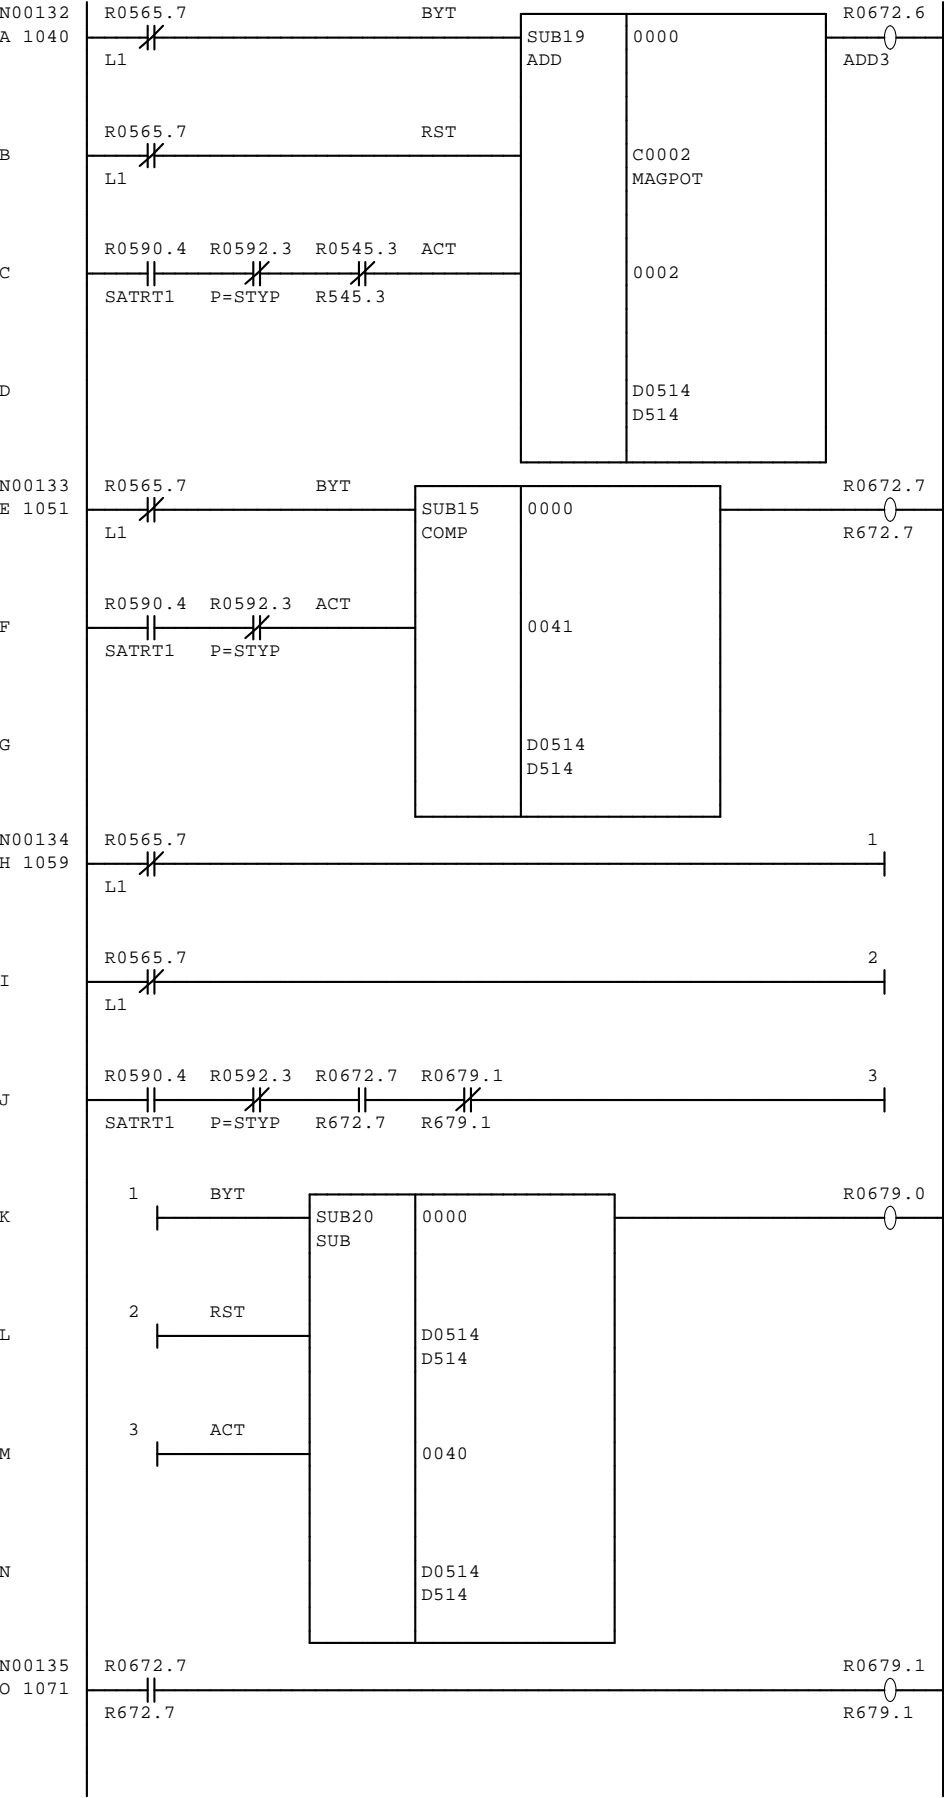 N00132 R0565.7 BYT R0672.6
A 1040 SUB19 0000
L1 ADD ADD3
R0565.7 RST
B C0002
L1 MAGPOT
R0590.4 R0592.3 R0545.3 ACT
C 0002
SATRT1 P=STYP R545.3
D D0514
D514
N00133 R0565.7 BYT R0672.7
E 1051 SUB15 0000
L1 COMP R672.7
R0590.4 R0592.3 ACT
F 0041
SATRT1 P=STYP
G D0514
D514
N00134 R0565.7 1
H 1059
L1
R0565.7 2
I
L1
R0590.4 R0592.3 R0672.7 R0679.1 3
J
SATRT1 P=STYP R672.7 R679.1
1 BYT R0679.0
K SUB20 0000
SUB
2 RST
L D0514
D514
3 ACT
M 0040
N D0514
D514
N00135 R0672.7 R0679.1
O 1071
R672.7 R679.1